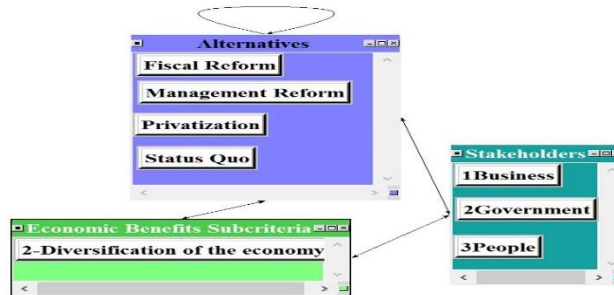 Alternatives
Fiscal Reform
Management Reform
Privatization
Status Quo
Stakeholders
1Business
2Government
3People
Economic Benefits Subcriteria
2-Diversification of the economy